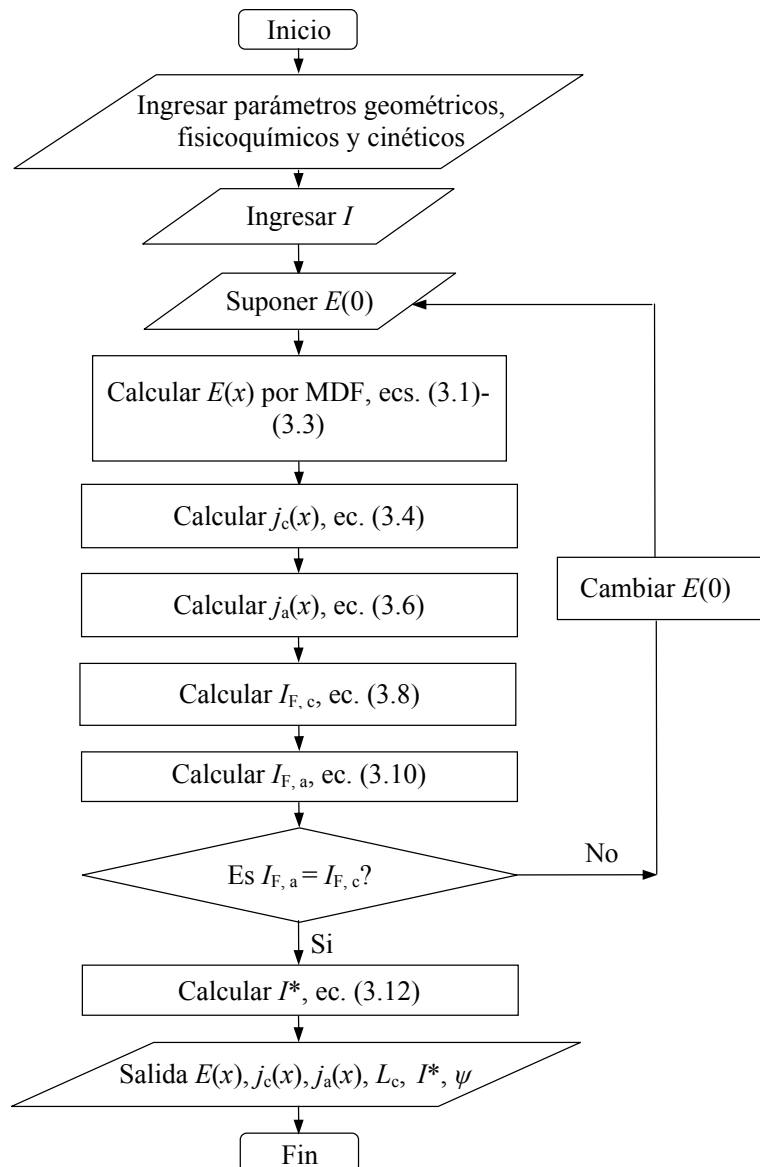 Inicio
Ingresar parámetros geométricos,
fisicoquímicos y cinéticos
Ingresar I
Suponer E(0)
Calcular E(x) por MDF, ecs. (3.1)-
(3.3)
Calcular jc(x), ec. (3.4)
Calcular ja(x), ec. (3.6)
Cambiar E(0)
Calcular IF, c, ec. (3.8)
Calcular IF, a, ec. (3.10)
Es IF, a = IF, c?
No
Si
Calcular I*, ec. (3.12)
Salida E(x), jc(x), ja(x), Lc, I*, ψ
Fin